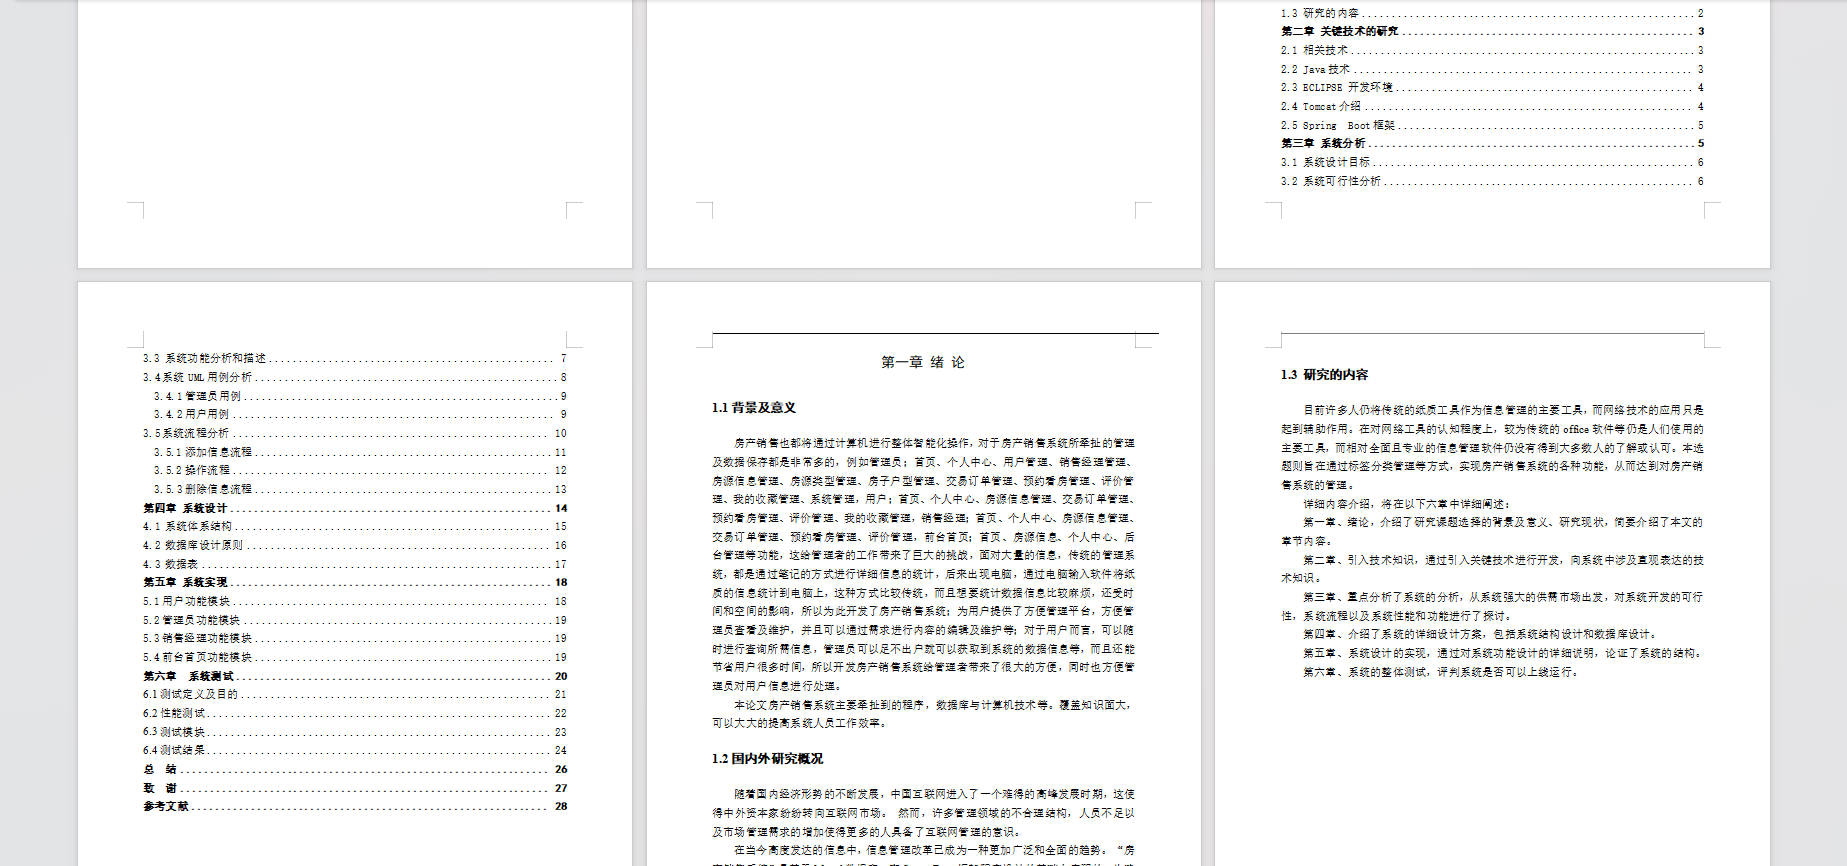 1.3 研究的内容 2
第二章 关键技术的研究 3
2.1 相关技术 3
2.2 Java技术 3
2.3 ECLIPSE 开发环境 4
2.4 Tomcat介绍 4
2.5 Spring Boot框架 5
第三章 系统分析 5
3.1 系统设计目标 6
3.2 系统可行性分析 6
3.3 系统功能分析和描述 7
3.4系统UML用例分析 8
3.4.1管理员用例 9
3.4.2用户用例 9
3.5系统流程分析 10
3.5.1添加信息流程 11
3.5.2操作流程 12
3.5.3删除信息流程 13
第四章 系统设计 14
4.1 系统体系结构 15
4.2 数据库设计原则 16
4.3 数据表 17
第五章 系统实现 18
5.1用户功能模块 18
5.2管理员功能模块 19
5.3销售经理功能模块 19
5.4前台首页功能模块 19
第六章 系统测试 20
6.1测试定义及目的 21
6.2性能测试 22
6.3测试模块 23
6.4测试结果 24
总 结 26
致 谢 27
参考文献 28
第一章 绪 论
1.1背景及意义
房产销售也都将通过计算机进行整体智能化操作，对于房产销售系统所牵扯的管理
及数据保存都是非常多的，例如管理员；首页、个人中心、用户管理、销售经理管理、
房源信息管理、房源类型管理、房子户型管理、交易订单管理、预约看房管理、评价管
理、我的收藏管理、系统管理，用户；首页、个人中心、房源信息管理、交易订单管理、
预约看房管理、评价管理、我的收藏管理，销售经理；首页、个人中心、房源信息管理、
交易订单管理、预约看房管理、评价管理，前台首页；首页、房源信息、个人中心、后
台管理等功能，这给管理者的工作带来了巨大的挑战，面对大量的信息，传统的管理系
统，都是通过笔记的方式进行详细信息的统计，后来出现电脑，通过电脑输入软件将纸
质的信息统计到电脑上，这种方式比较传统，而且想要统计数据信息比较麻烦，还受时
间和空间的影响，所以为此开发了房产销售系统；为用户提供了方便管理平台，方便管
理员查看及维护，并且可以通过需求进行内容的编辑及维护等；对于用户而言，可以随
时进行查询所需信息，管理员可以足不出户就可以获取到系统的数据信息等，而且还能
节省用户很多时间，所以开发房产销售系统给管理者带来了很大的方便，同时也方便管
理员对用户信息进行处理。
本论文房产销售系统主要牵扯到的程序，数据库与计算机技术等。覆盖知识面大，
可以大大的提高系统人员工作效率。
1.2国内外研究概况
随着国内经济形势的不断发展，中国互联网进入了一个难得的高峰发展时期，这使
得中外资本家纷纷转向互联网市场。 然而，许多管理领域的不合理结构，人员不足以
及市场管理需求的增加使得更多的人具备了互联网管理的意识。
在当今高度发达的信息中，信息管理改革已成为一种更加广泛和全面的趋势。“房
1.3 研究的内容
目前许多人仍将传统的纸质工具作为信息管理的主要工具，而网络技术的应用只是
起到辅助作用。在对网络工具的认知程度上，较为传统的office软件等仍是人们使用的
主要工具，而相对全面且专业的信息管理软件仍没有得到大多数人的了解或认可。本选
题则旨在通过标签分类管理等方式，实现房产销售系统的各种功能，从而达到对房产销
售系统的管理。
详细内容介绍，将在以下六章中详细阐述：
第一章、绪论，介绍了研究课题选择的背景及意义、研究现状，简要介绍了本文的
章节内容。
第二章、引入技术知识，通过引入关键技术进行开发，向系统中涉及直观表达的技
术知识。
第三章、重点分析了系统的分析，从系统强大的供需市场出发，对系统开发的可行
性，系统流程以及系统性能和功能进行了探讨。
第四章、介绍了系统的详细设计方案，包括系统结构设计和数据库设计。
第五章、系统设计的实现，通过对系统功能设计的详细说明，论证了系统的结构。
第六章、系统的整体测试，评判系统是否可以上线运行。